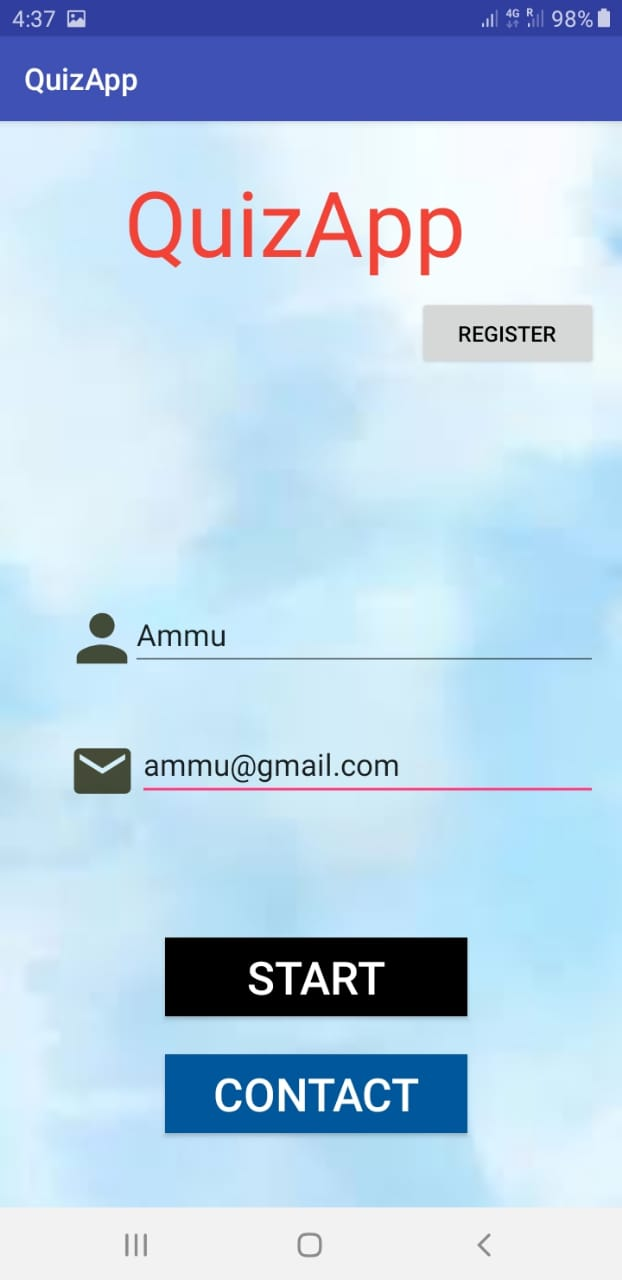 4:37 4G R 98%
QuizApp
QuizApp
REGISTER
Ammu
ammu@gmail.com
START
CONTACT